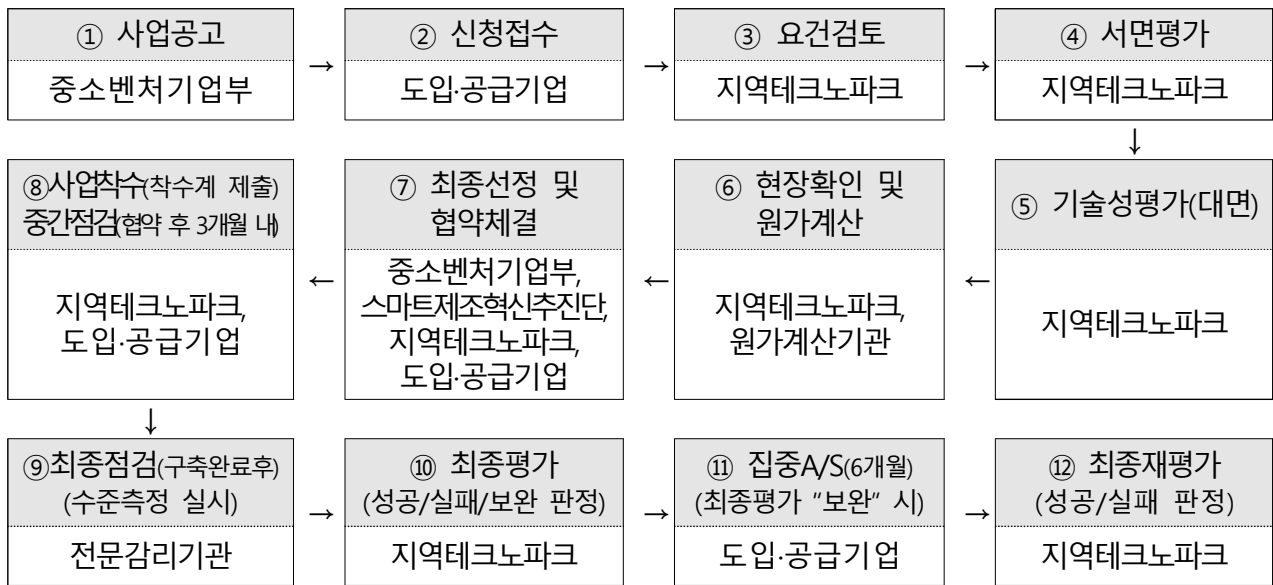 ① 사업공고
중소벤처기업부
→
② 신청접수
도입·공급기업
→
③ 요건검토
지역테크노파크
→
④ 서면평가
지역테크노파크
↓
⑤ 기술성평가(대면)
지역테크노파크
←
⑥ 현장확인 및
원가계산
지역테크노파크,
원가계산기관
←
⑦ 최종선정 및
협약체결
중소벤처기업부,
스마트제조혁신추진단,
지역테크노파크,
도입·공급기업
←
⑧사업착수(착수계 제출)
중간점검(협약 후 3개월 내)
지역테크노파크,
도입·공급기업
↓
⑨최종점검(구축완료후)
(수준측정 실시)
전문감리기관
→
⑩ 최종평가
(성공/실패/보완 판정)
지역테크노파크
→
⑪ 집중A/S(6개월)
(최종평가 "보완" 시)
도입·공급기업
→
⑫ 최종재평가
(성공/실패 판정)
지역테크노파크